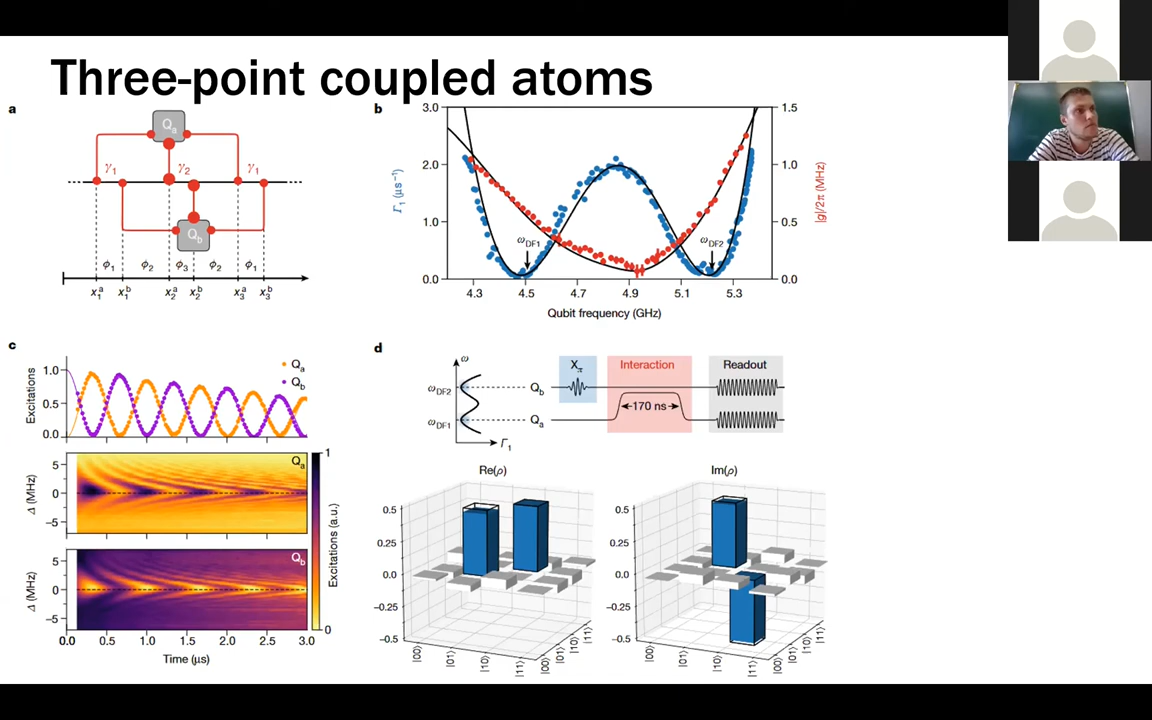 Three-point coupled atoms
a
Qₐ
γ₁ γ₂ γ₁
Q_b
ϕ₁ ϕ₂ ϕ₃ ϕ₂ ϕ₁
x₁ᵃ x₁ᵇ x₂ᵃ x₂ᵇ x₃ᵃ x₃ᵇ
b
3.0 2.0 1.0 0.0
Γ₁ (μs⁻¹)
1.5 1.0 0.5 0.0
|g|/2π (MHz)
ω_DF1 ω_DF2
4.3 4.5 4.7 4.9 5.1 5.3
Qubit frequency (GHz)
c
Qₐ
Q_b
1.0 0.5 0.0
Excitations
5 0 −5
Δ (MHz)
Qₐ
5 0 −5
Δ (MHz)
Q_b
1
0
Excitations (a.u.)
0.0 0.5 1.0 1.5 2.0 2.5 3.0
Time (μs)
d
ω
ω_DF2
ω_DF1
Γ₁
X_π Interaction Readout
Q_b
Qₐ
170 ns
Re(ρ)
0.5 0.25 0.0 −0.25 −0.5
|00⟩ |01⟩ |10⟩ |11⟩
|00⟩ |01⟩ |10⟩ |11⟩
Im(ρ)
0.5 0.25 0.0 −0.25 −0.5
|00⟩ |01⟩ |10⟩ |11⟩
|00⟩ |01⟩ |10⟩ |11⟩